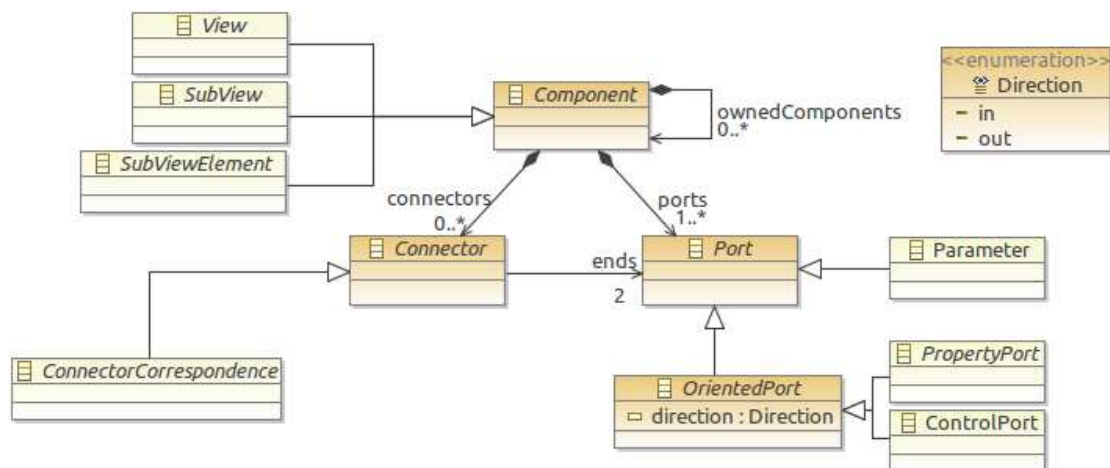 View
SubView
SubViewElement
Component
ownedComponents
0..*
<<enumeration>>
Direction
in
out
connectors
0..*
ports
1..*
Connector
ends
2
Port
Parameter
ConnectorCorrespondence
OrientedPort
direction : Direction
PropertyPort
ControlPort